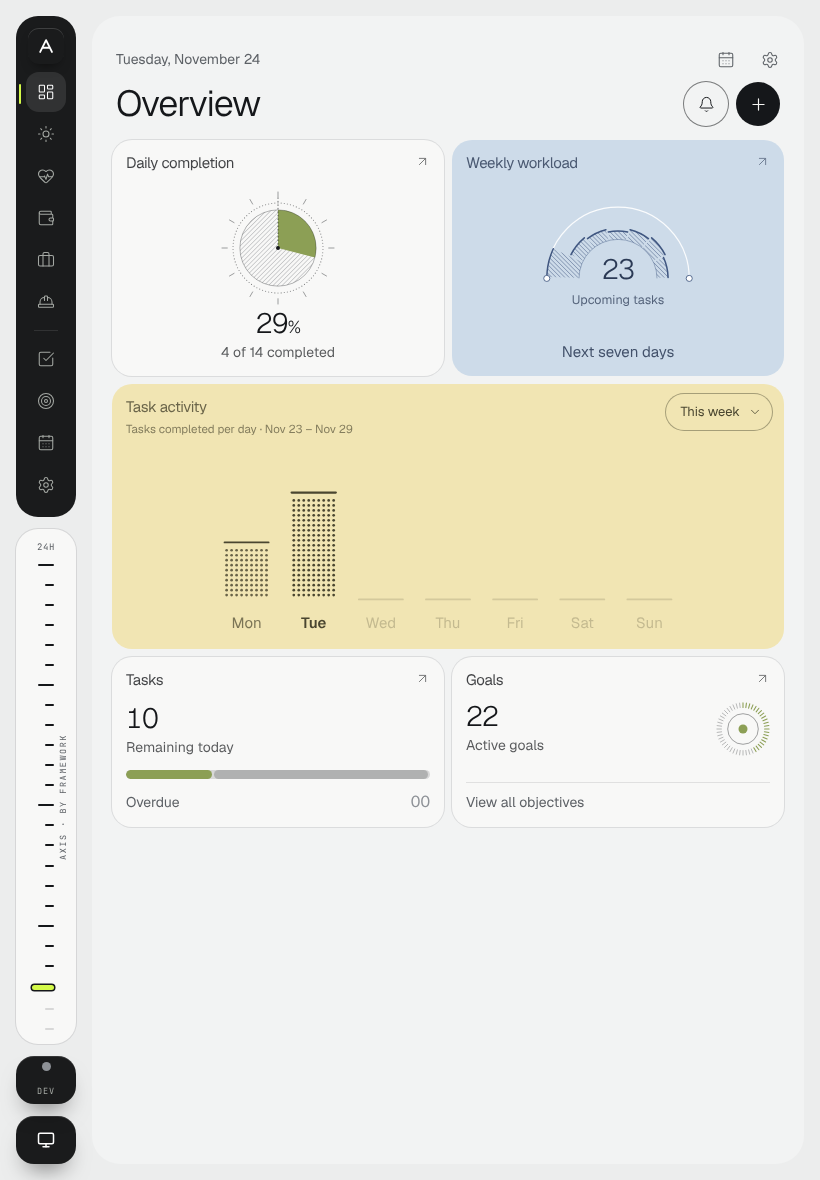 A
Tuesday, November 24
Overview
Daily completion
29%
4 of 14 completed
Weekly workload
23
Upcoming tasks
Next seven days
Task activity
Tasks completed per day · Nov 23 – Nov 29
This week
Mon
Tue
Wed
Thu
Fri
Sat
Sun
Tasks
10
Remaining today
Overdue
00
Goals
22
Active goals
View all objectives
24H
AXIS · BY FRAMEWORK
DEV